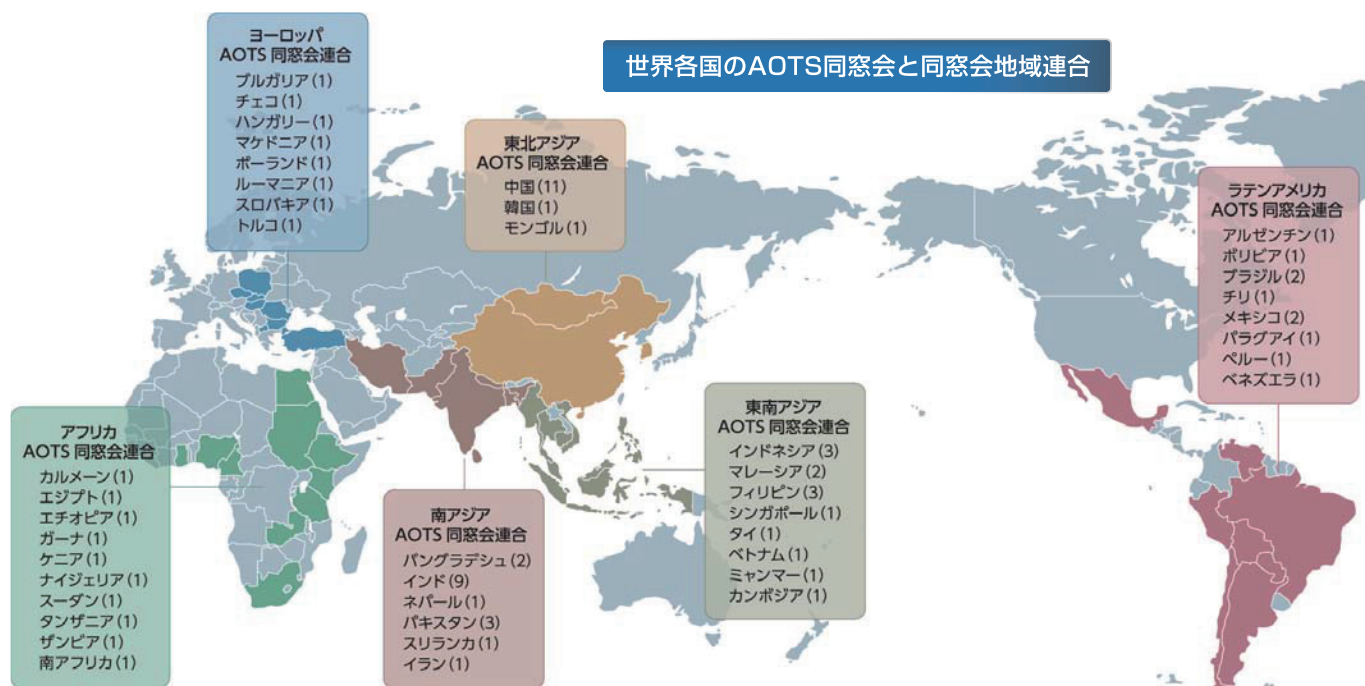 世界各国のAOTS同窓会と同窓会地域連合
ヨーロッパ
AOTS 同窓会連合
ブルガリア(1)
チェコ(1)
ハンガリー(1)
マケドニア(1)
ポーランド(1)
ルーマニア(1)
スロバキア(1)
トルコ(1)
東北アジア
AOTS 同窓会連合
中国(11)
韓国(1)
モンゴル(1)
ラテンアメリカ
AOTS 同窓会連合
アルゼンチン(1)
ボリビア(1)
ブラジル(2)
チリ(1)
メキシコ(2)
パラグアイ(1)
ペルー(1)
ベネズエラ(1)
アフリカ
AOTS 同窓会連合
カルメーン(1)
エジプト(1)
エチオピア(1)
ガーナ(1)
ケニア(1)
ナイジェリア(1)
スーダン(1)
タンザニア(1)
ザンビア(1)
南アフリカ(1)
南アジア
AOTS 同窓会連合
バングラデシュ(2)
インド(9)
ネパール(1)
パキスタン(3)
スリランカ(1)
イラン(1)
東南アジア
AOTS 同窓会連合
インドネシア(3)
マレーシア(2)
フィリピン(3)
シンガポール(1)
タイ(1)
ベトナム(1)
ミャンマー(1)
カンボジア(1)